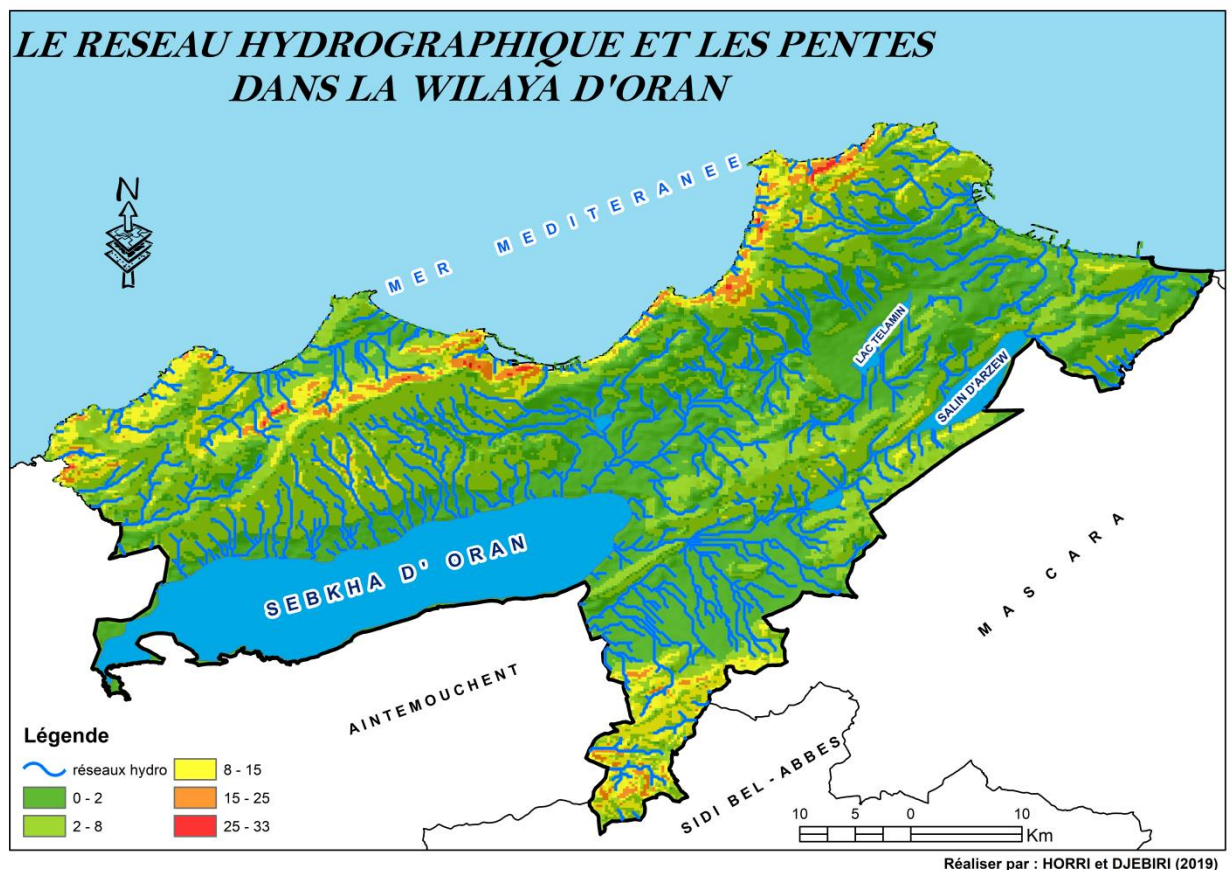 LE RESEAU HYDROGRAPHIQUE ET LES PENTES
DANS LA WILAYA D'ORAN
N
MER MEDITERANEE
LAC TELAMIN
SALIN D'ARZEW
SEBKHA D' ORAN
MASCARA
AINTEMOUCHENT
SIDI BEL - ABBES
Légende
réseaux hydro
0 - 2
2 - 8
8 - 15
15 - 25
25 - 33
10 5 0 10
Km
Réaliser par : HORRI et DJEBIRI (2019)